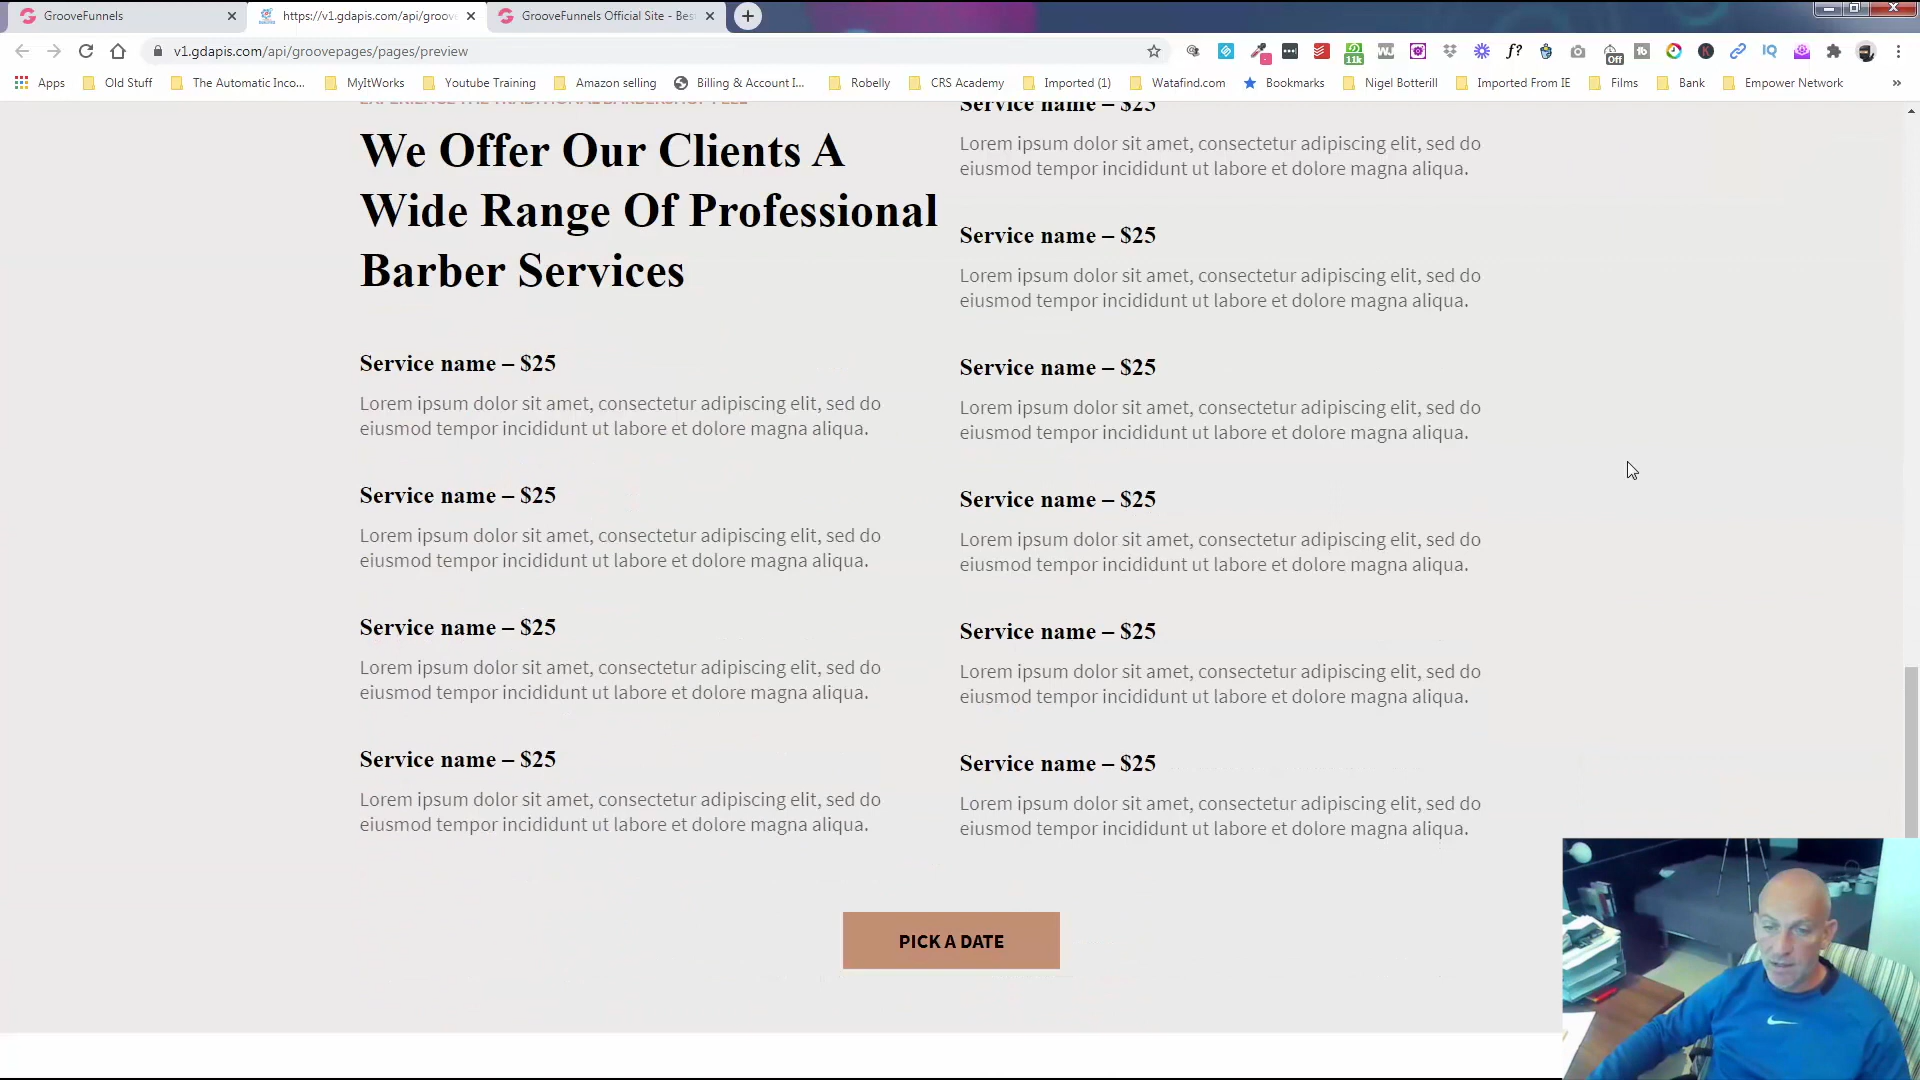 GrooveFunnels
https://v1.gdapis.com/api/groov
GrooveFunnels Official Site - Bes
v1.gdapis.com/api/groovepages/pages/preview
11k
Off
Apps
Old Stuff
The Automatic Inco...
MyItWorks
Youtube Training
Amazon selling
Billing & Account I...
Robelly
CRS Academy
Imported (1)
Watafind.com
Bookmarks
Nigel Botterill
Imported From IE
Films
Bank
Empower Network
EXPERIENCE THE TRADITIONAL BARBERSHOP FEEL
We Offer Our Clients A
Wide Range Of Professional
Barber Services
Service name – $25
Lorem ipsum dolor sit amet, consectetur adipiscing elit, sed do
eiusmod tempor incididunt ut labore et dolore magna aliqua.
Service name – $25
Lorem ipsum dolor sit amet, consectetur adipiscing elit, sed do
eiusmod tempor incididunt ut labore et dolore magna aliqua.
Service name – $25
Lorem ipsum dolor sit amet, consectetur adipiscing elit, sed do
eiusmod tempor incididunt ut labore et dolore magna aliqua.
Service name – $25
Lorem ipsum dolor sit amet, consectetur adipiscing elit, sed do
eiusmod tempor incididunt ut labore et dolore magna aliqua.
Service name – $25
Lorem ipsum dolor sit amet, consectetur adipiscing elit, sed do
eiusmod tempor incididunt ut labore et dolore magna aliqua.
Service name – $25
Lorem ipsum dolor sit amet, consectetur adipiscing elit, sed do
eiusmod tempor incididunt ut labore et dolore magna aliqua.
Service name – $25
Lorem ipsum dolor sit amet, consectetur adipiscing elit, sed do
eiusmod tempor incididunt ut labore et dolore magna aliqua.
Service name – $25
Lorem ipsum dolor sit amet, consectetur adipiscing elit, sed do
eiusmod tempor incididunt ut labore et dolore magna aliqua.
Service name – $25
Lorem ipsum dolor sit amet, consectetur adipiscing elit, sed do
eiusmod tempor incididunt ut labore et dolore magna aliqua.
Service name – $25
Lorem ipsum dolor sit amet, consectetur adipiscing elit, sed do
eiusmod tempor incididunt ut labore et dolore magna aliqua.
PICK A DATE